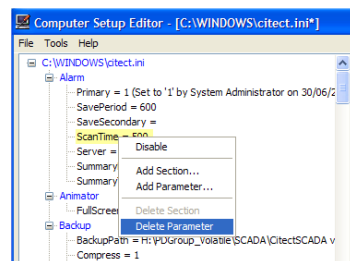 Computer Setup Editor - [C:\WINDOWS\citect.ini*]
File Tools Help
C:\WINDOWS\citect.ini
Alarm
Primary = 1 (Set to '1' by System Administrator on 30/06/2
SavePeriod = 600
SaveSecondary =
ScanTime = 500
Disable
Server =
Add Section...
Summary
Add Parameter...
Summary
Animator
Delete Section
FullScree
Delete Parameter
Backup
BackupPath = H:\PDGroup_Volatile\SCADA\CitectSCADA v
Compress = 1